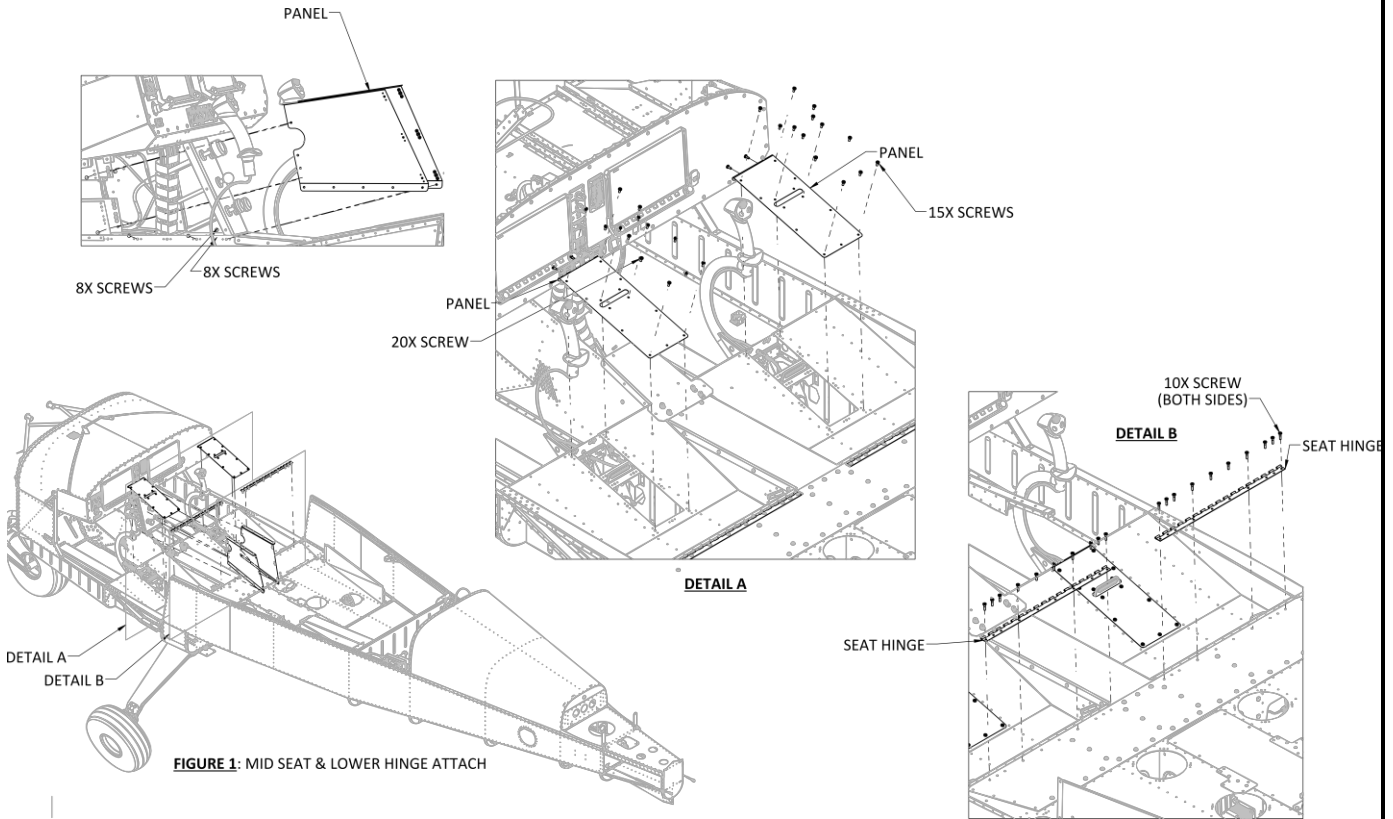 PANEL
8X SCREWS
8X SCREWS
PANEL
15X SCREWS
PANEL
20X SCREW
DETAIL A
10X SCREW
(BOTH SIDES)
DETAIL B
SEAT HINGE
SEAT HINGE
DETAIL A
DETAIL B
FIGURE 1: MID SEAT & LOWER HINGE ATTACH